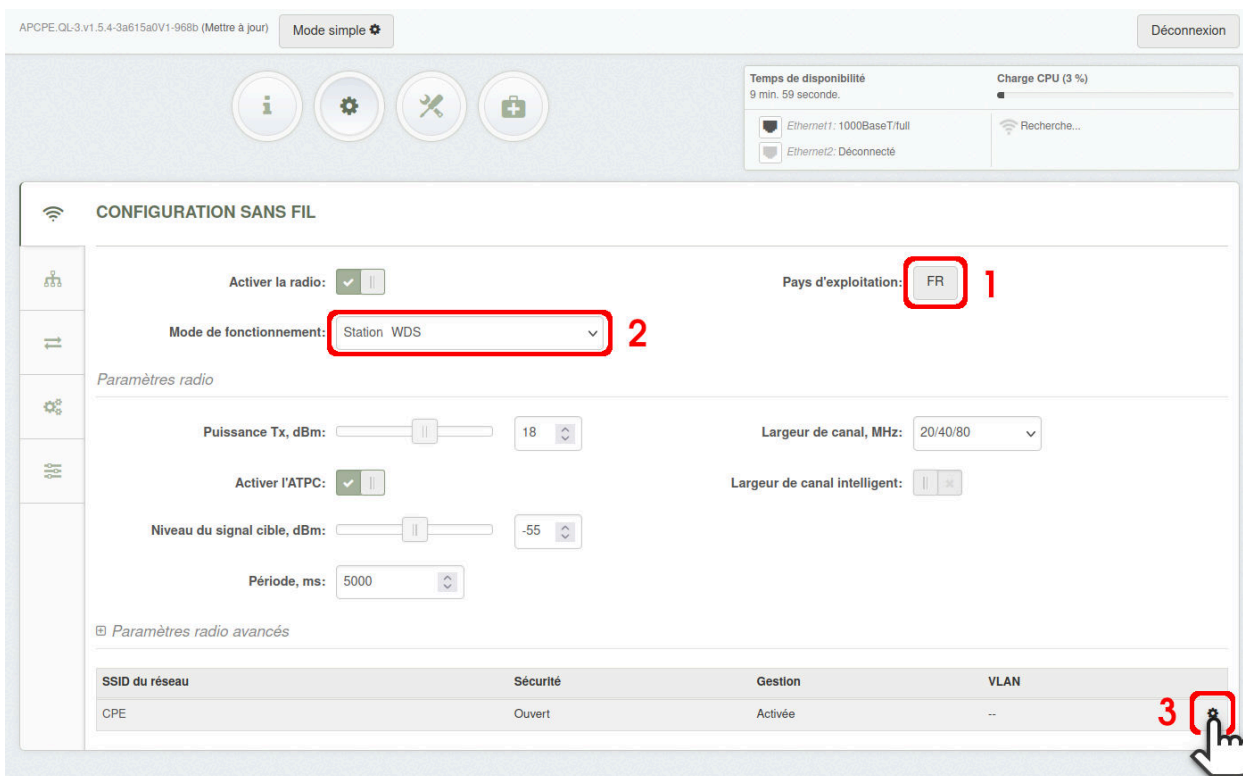 APCPE.QL-3.v1.5.4-3a615a0V1-968b (Mettre à jour) Mode simple Déconnexion
Temps de disponibilité Charge CPU (3 %)
9 min. 59 seconde.
Ethernet1: 1000BaseT/full Recherche...
Ethernet2: Déconnecté
CONFIGURATION SANS FIL
Activer la radio: Pays d'exploitation: FR 1
Mode de fonctionnement: Station WDS 2
Paramètres radio
Puissance Tx, dBm: 18 Largeur de canal, MHz: 20/40/80
Activer l'ATPC: Largeur de canal intelligent:
Niveau du signal cible, dBm: -55
Période, ms: 5000
Paramètres radio avancés
SSID du réseau Sécurité Gestion VLAN
CPE Ouvert Activée -- 3